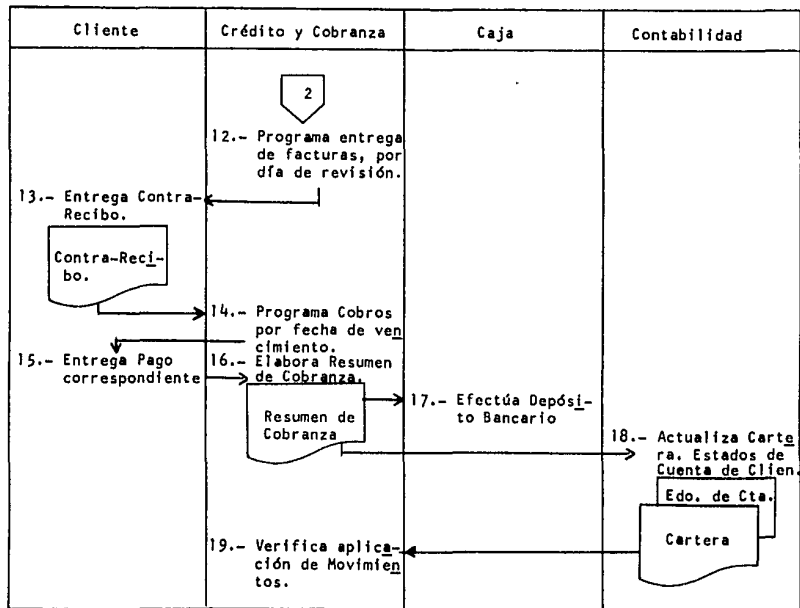 Cliente
Crédito y Cobranza
Caja
Contabilidad
2
12.- Programa entrega
de facturas, por
día de revisión.
13.- Entrega Contra-
Recibo.
Contra-Reci-
bo.
14.- Programa Cobros
por fecha de ven
cimiento.
15.- Entrega Pago
correspondiente
16.- Elabora Resumen
de Cobranza.
Resumen de
Cobranza
17.- Efectúa Depósi-
to Bancario
18.- Actualiza Carte
ra. Estados de
Cuenta de Clien.
Edo. de Cta.
Cartera
19.- Verifica aplica-
ción de Movimien
tos.